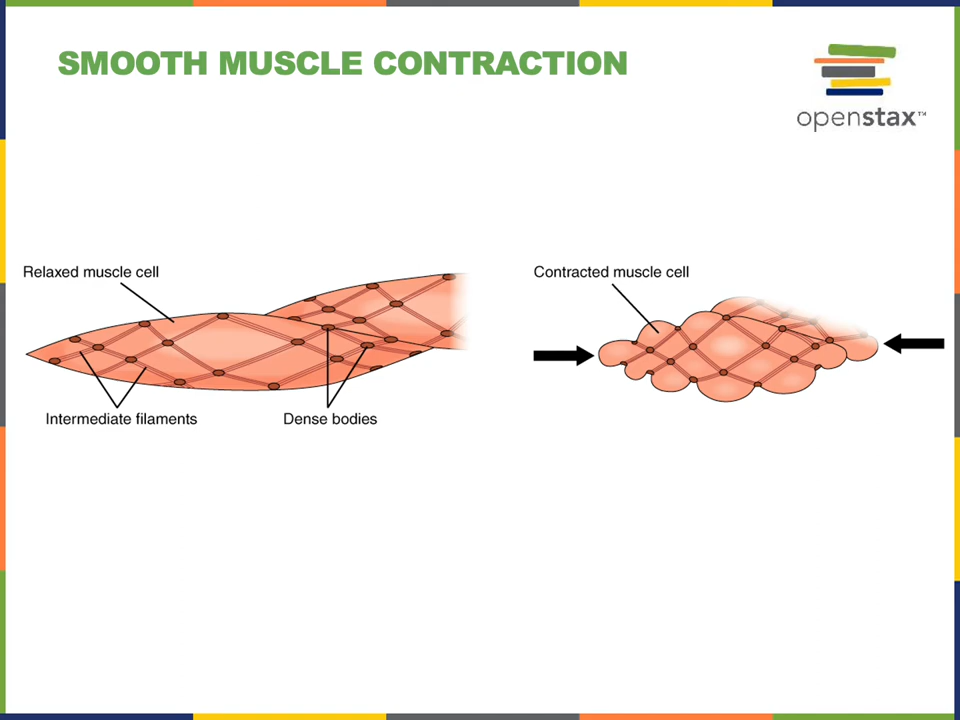 SMOOTH MUSCLE CONTRACTION
openstax™
Relaxed muscle cell
Contracted muscle cell
Intermediate filaments
Dense bodies